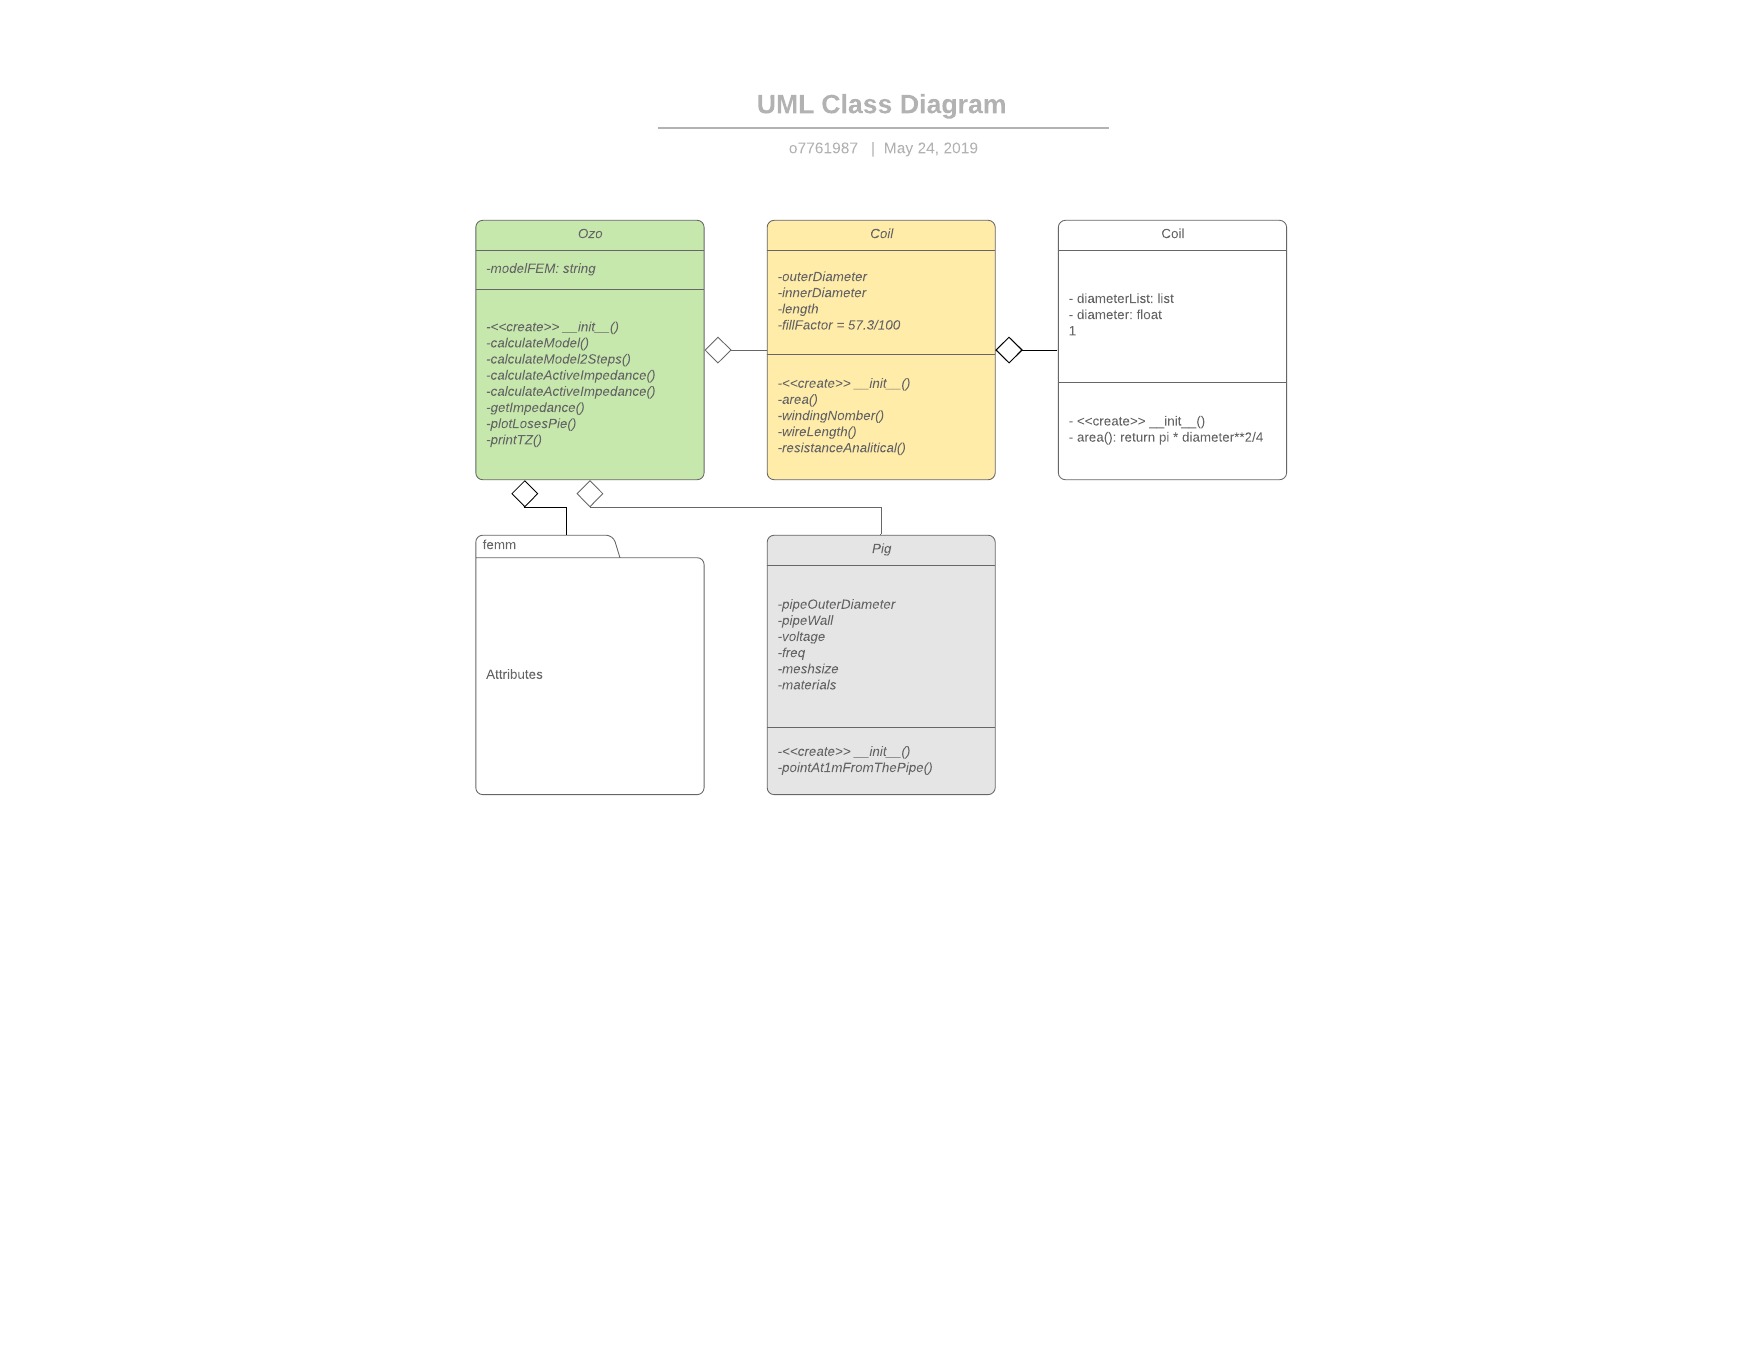 UML Class Diagram
o7761987 | May 24, 2019
Ozo
-modelFEM: string
-<<create>> __init__()
-calculateModel()
-calculateModel2Steps()
-calculateActiveImpedance()
-calculateActiveImpedance()
-getImpedance()
-plotLosesPie()
-printTZ()
Coil
-outerDiameter
-innerDiameter
-length
-fillFactor = 57.3/100
-<<create>> __init__()
-area()
-windingNomber()
-wireLength()
-resistanceAnalitical()
Coil
- diameterList: list
- diameter: float
1
- <<create>> __init__()
- area(): return pi * diameter**2/4
femm
Attributes
Pig
-pipeOuterDiameter
-pipeWall
-voltage
-freq
-meshsize
-materials
-<<create>> __init__()
-pointAt1mFromThePipe()